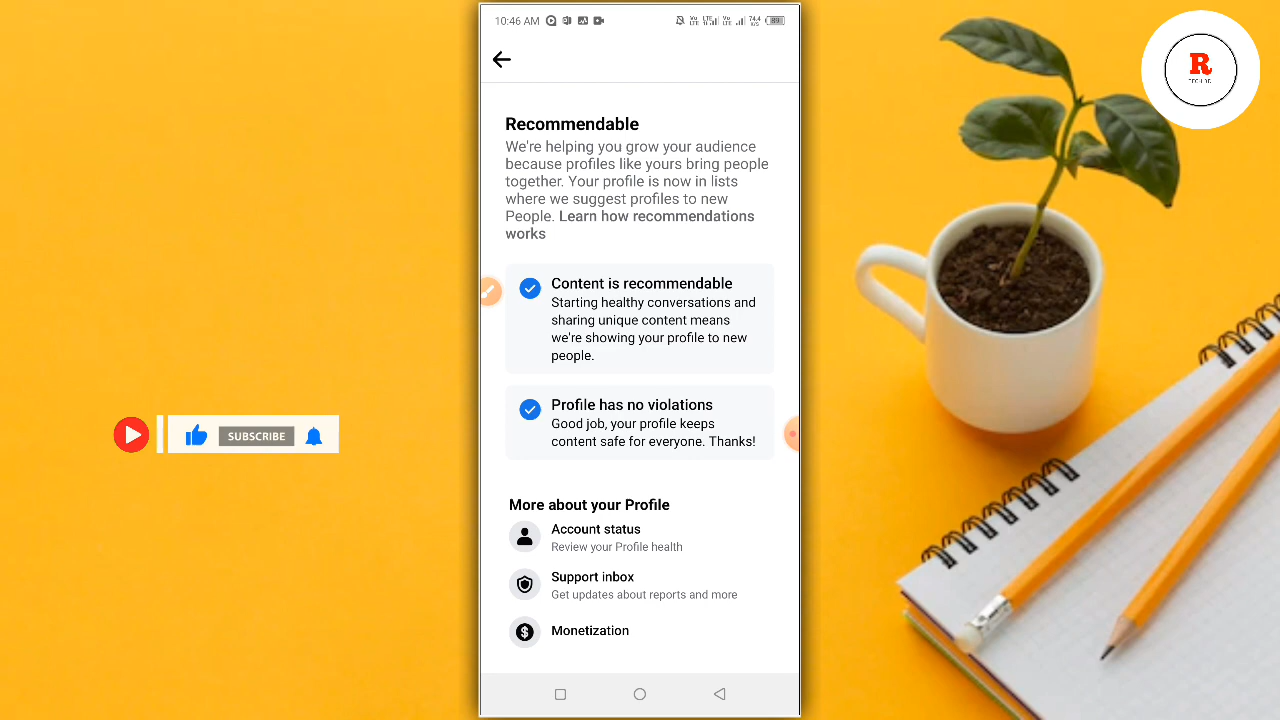 10:46 AM
R
Recommendable
We're helping you grow your audience
because profiles like yours bring people
together. Your profile is now in lists
where we suggest profiles to new
People. Learn how recommendations
works
Content is recommendable
Starting healthy conversations and
sharing unique content means
we're showing your profile to new
people.
Profile has no violations
Good job, your profile keeps
content safe for everyone. Thanks!
SUBSCRIBE
More about your Profile
Account status
Review your Profile health
Support inbox
Get updates about reports and more
Monetization